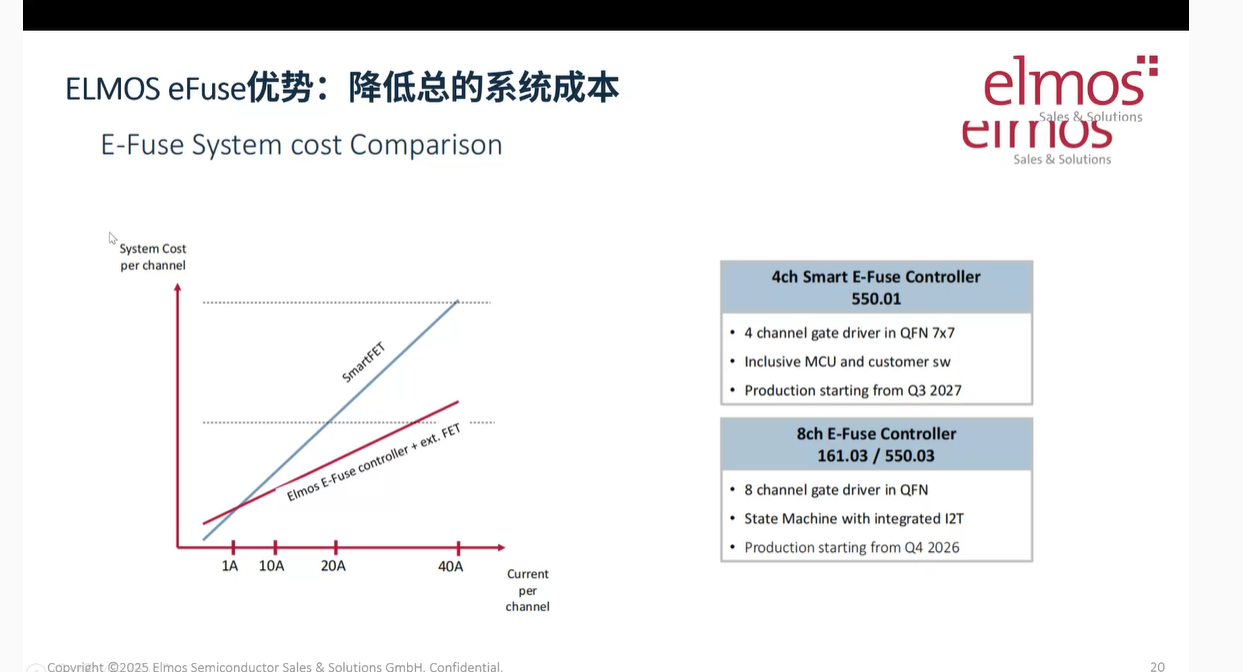 ELMOS eFuse优势：降低总的系统成本
E-Fuse System cost Comparison
elmos
Sales & Solutions
elmos
Sales & Solutions
System Cost
per channel
SmartFET
Elmos E-Fuse controller + ext. FET
1A
10A
20A
40A
Current
per
channel
4ch Smart E-Fuse Controller
550.01
• 4 channel gate driver in QFN 7x7
• Inclusive MCU and customer sw
• Production starting from Q3 2027
8ch E-Fuse Controller
161.03 / 550.03
• 8 channel gate driver in QFN
• State Machine with integrated I2T
• Production starting from Q4 2026
Copyright ©2025 Elmos Semiconductor Sales & Solutions GmbH. Confidential.
20